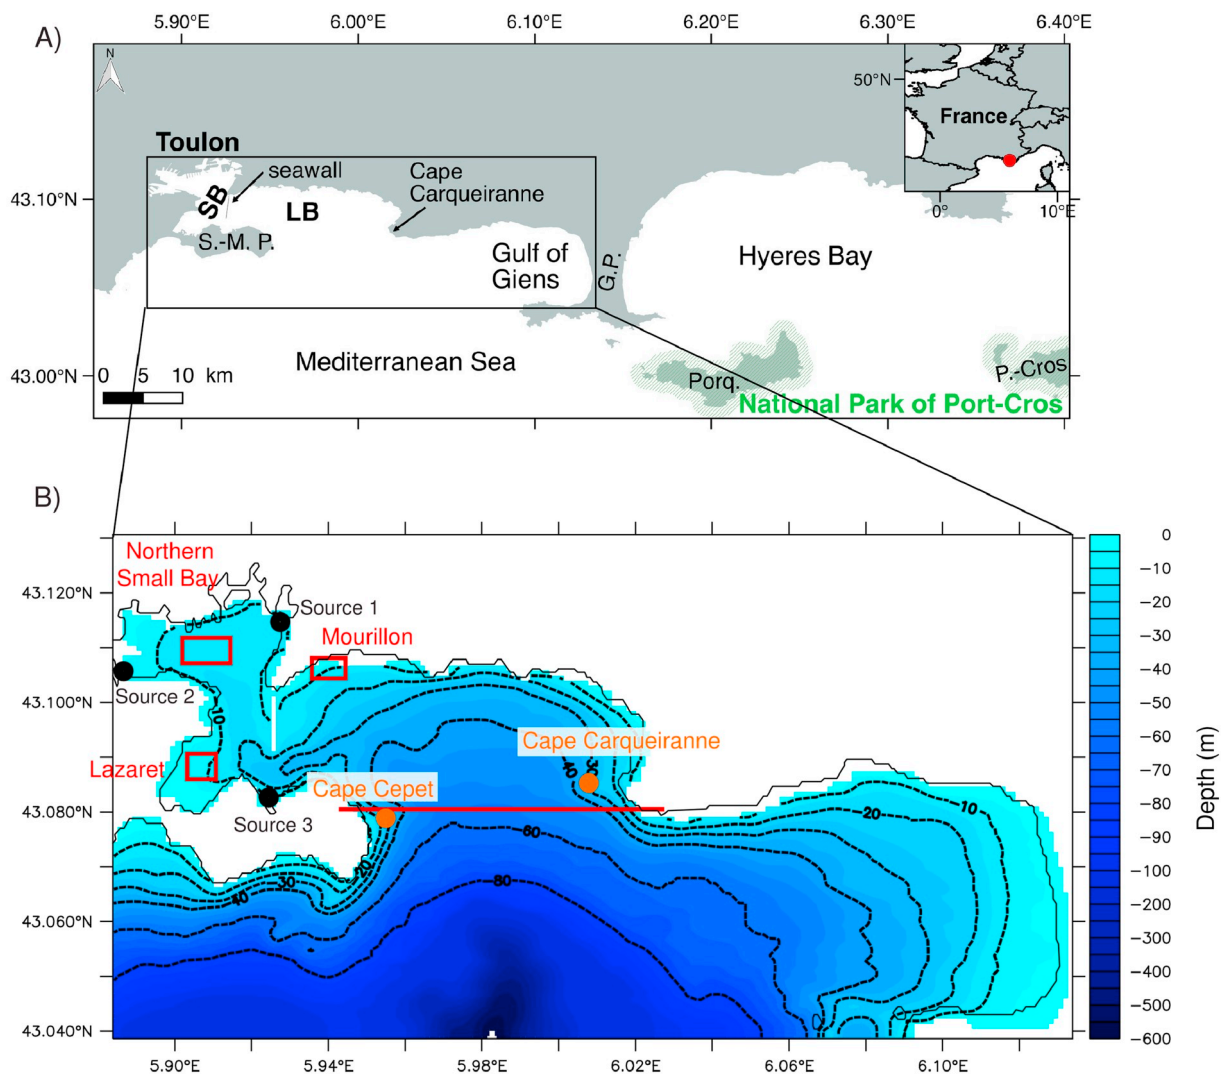 A)
5.90°E 6.00°E 6.10°E 6.20°E 6.30°E 6.40°E
N
50°N
France
0° 10°E
Toulon
seawall
Cape
Carqueiranne
43.10°N
SB
LB
S.-M. P.
Gulf of
Giens
G.P.
Hyeres Bay
Mediterranean Sea
0 5 10 km
43.00°N
Porq.
P.-Cros
National Park of Port-Cros
B)
Northern
Small Bay
Source 1
Mourillon
Source 2
10
Lazaret
Cape Carqueiranne
40
30
Cape Cepet
Source 3
20
10
60
20
30
40
80
43.120°N
43.100°N
43.080°N
43.060°N
43.040°N
5.90°E 5.94°E 5.98°E 6.02°E 6.06°E 6.10°E
0
−10
−20
−30
−40
−50
−60
−70
−80
−90
−100
−200
−300
−400
−500
−600
Depth (m)